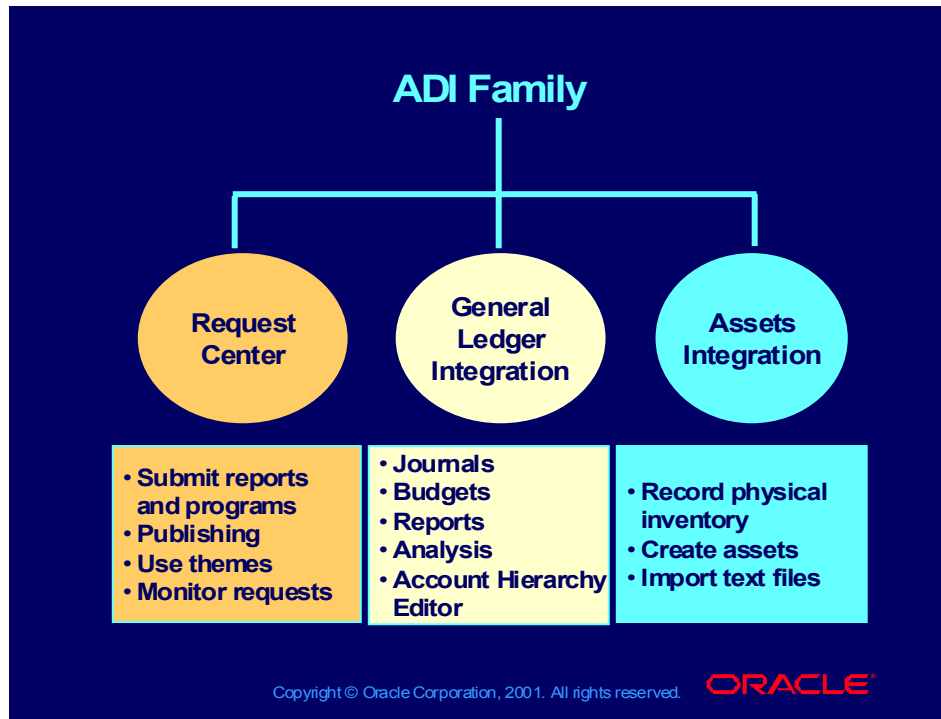 ADI Family
Request
Center
General
Ledger
Integration
Assets
Integration
• Submit reports
and programs
• Publishing
• Use themes
• Monitor requests
• Journals
• Budgets
• Reports
• Analysis
• Account Hierarchy
Editor
• Record physical
inventory
• Create assets
• Import text files
Copyright © Oracle Corporation, 2001. All rights reserved.
ORACLE®